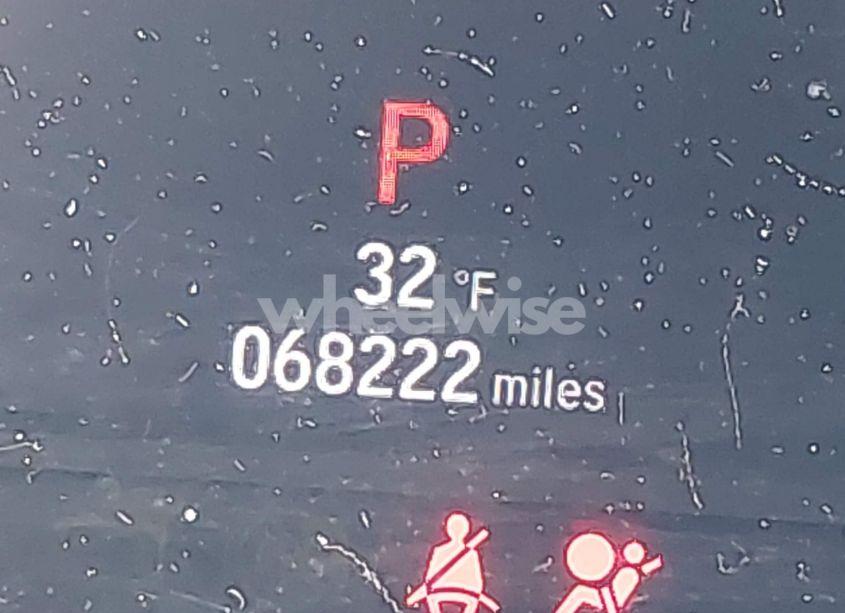 P
32 °F
wheelwise
068222 miles